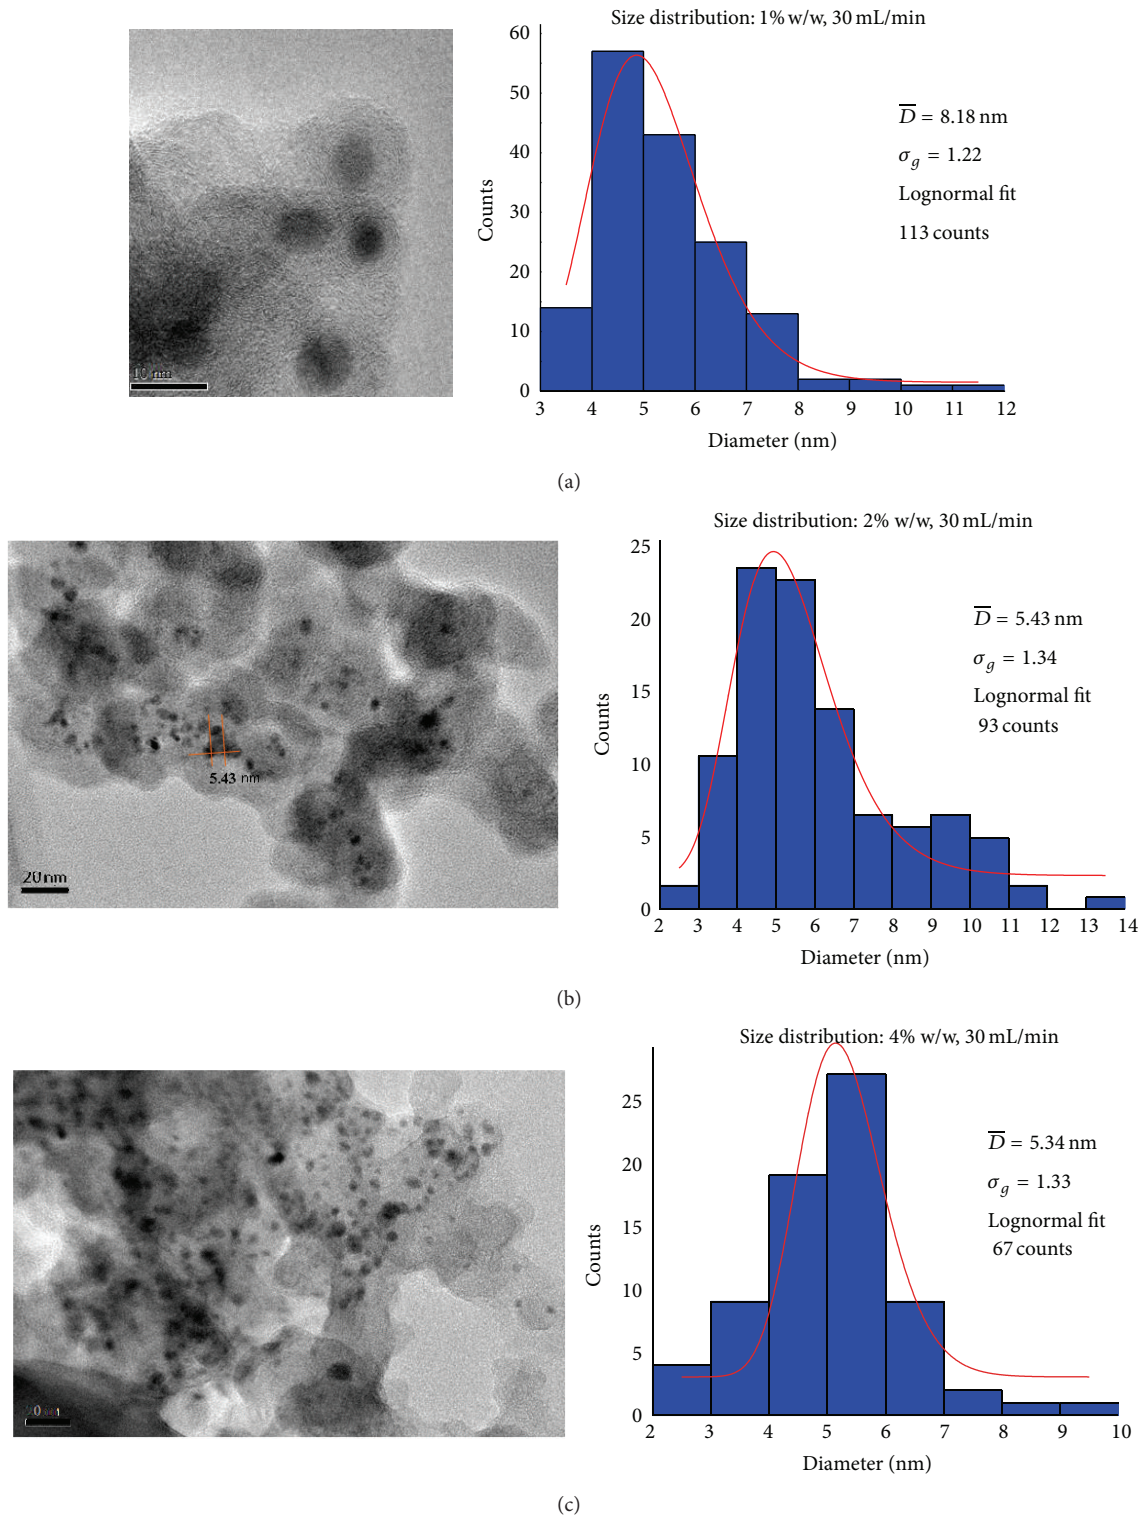 Size distribution: 1% w/w, 30 mL/min
60
50
40
30
20
10
0
Counts
D = 8.18 nm
σg = 1.22
Lognormal fit
113 counts
10 nm
3 4 5 6 7 8 9 10 11 12
Diameter (nm)
(a)
Size distribution: 2% w/w, 30 mL/min
25
20
15
10
5
0
Counts
D = 5.43 nm
σg = 1.34
Lognormal fit
93 counts
5.43 nm
20 nm
2 3 4 5 6 7 8 9 10 11 12 13 14
Diameter (nm)
(b)
Size distribution: 4% w/w, 30 mL/min
25
20
15
10
5
0
Counts
D = 5.34 nm
σg = 1.33
Lognormal fit
67 counts
20 nm
2 3 4 5 6 7 8 9 10
Diameter (nm)
(c)